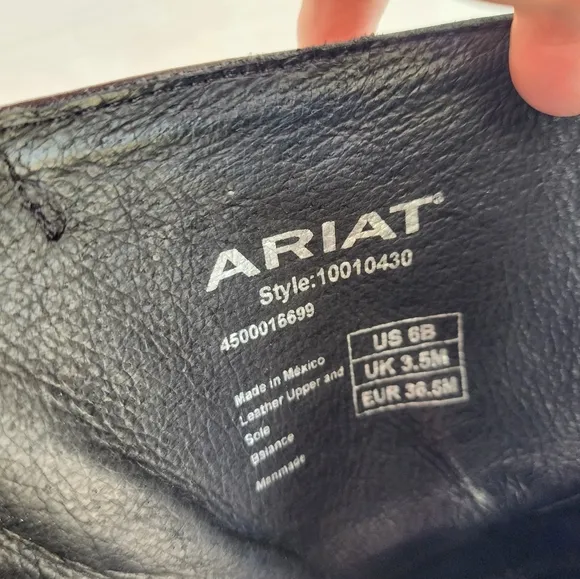 ARIAT®
Style:10010430
4500016699
Made in México
Leather Upper and
Sole
Balance
Manmade
US 6B
UK 3.5M
EUR 36.5M